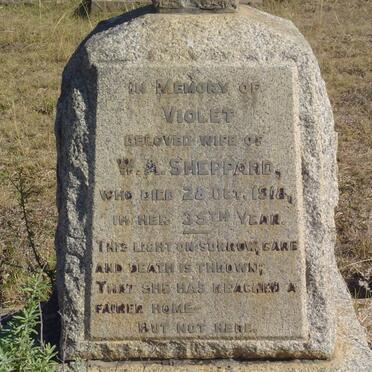 IN MEMORY OF
VIOLET
BELOVED WIFE OF
W. A. SHEPPARD,
WHO DIED 28 OCT. 1918,
IN HER 35TH YEAR.
THIS LIGHT ON SORROW, CARE
AND DEATH IS THROWN;
THAT SHE HAS REACHED A
FAIRER HOME—
BUT NOT HERE.